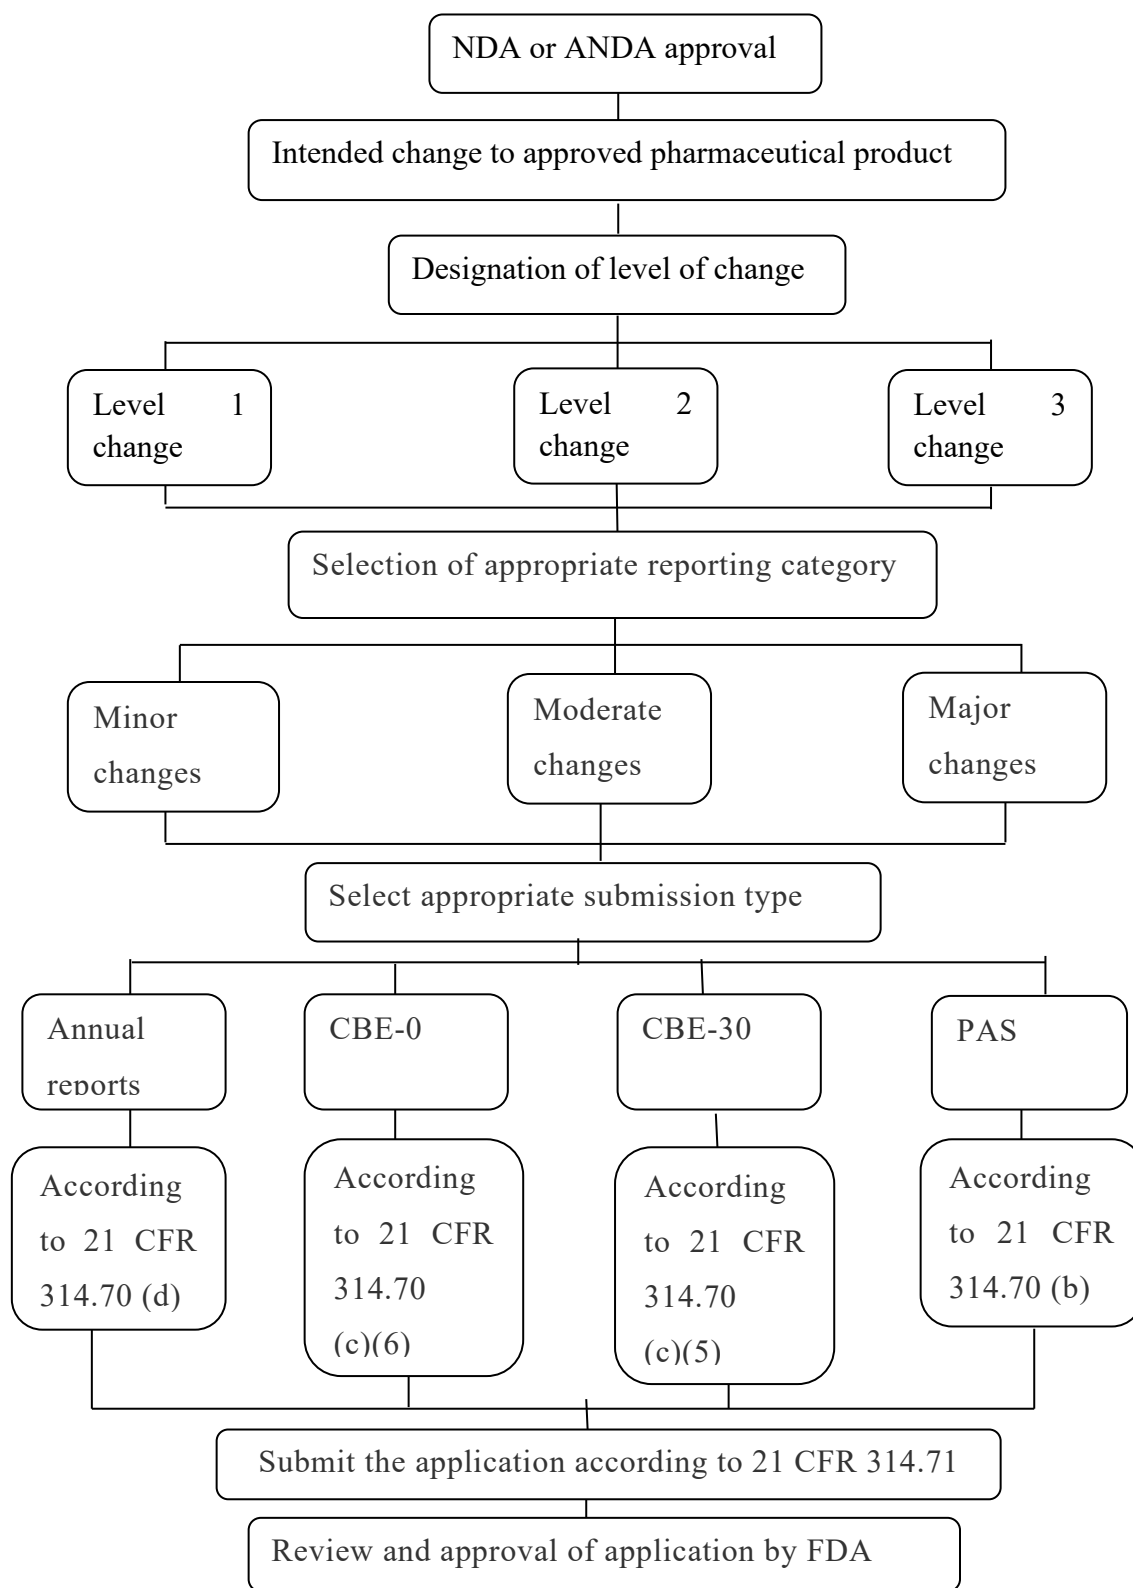 NDA or ANDA approval
Intended change to approved pharmaceutical product
Designation of level of change
Level 1
change
Level 2
change
Level 3
change
Selection of appropriate reporting category
Minor
changes
Moderate
changes
Major
changes
Select appropriate submission type
Annual
reports
CBE-0
CBE-30
PAS
According
to 21 CFR
314.70 (d)
According
to 21 CFR
314.70
(c)(6)
According
to 21 CFR
314.70
(c)(5)
According
to 21 CFR
314.70 (b)
Submit the application according to 21 CFR 314.71
Review and approval of application by FDA